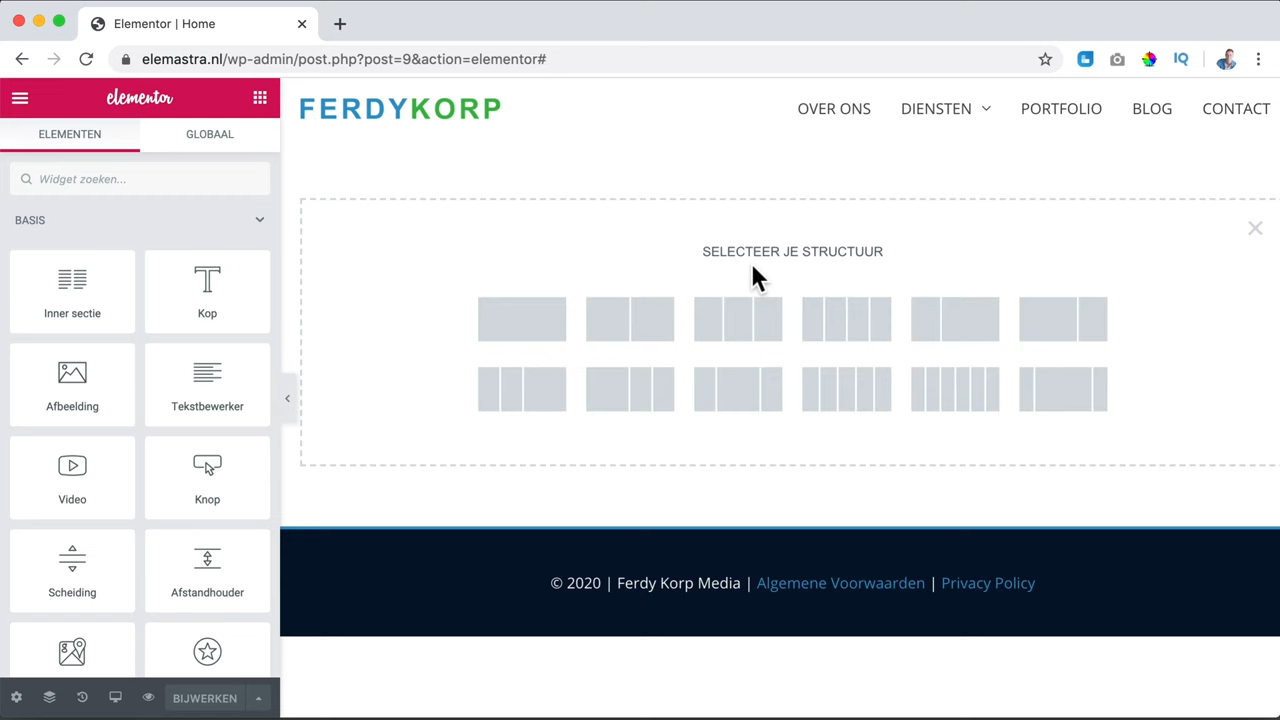 Elementor | Home
elemastra.nl/wp-admin/post.php?post=9&action=elementor#
IQ
elementor
ELEMENTEN
GLOBAAL
Widget zoeken...
BASIS
Inner sectie
Kop
Afbeelding
Tekstbewerker
Video
Knop
Scheiding
Afstandhouder
BIJWERKEN
FERDYKORP
OVER ONS
DIENSTEN
PORTFOLIO
BLOG
CONTACT
SELECTEER JE STRUCTUUR
© 2020 | Ferdy Korp Media | Algemene Voorwaarden | Privacy Policy